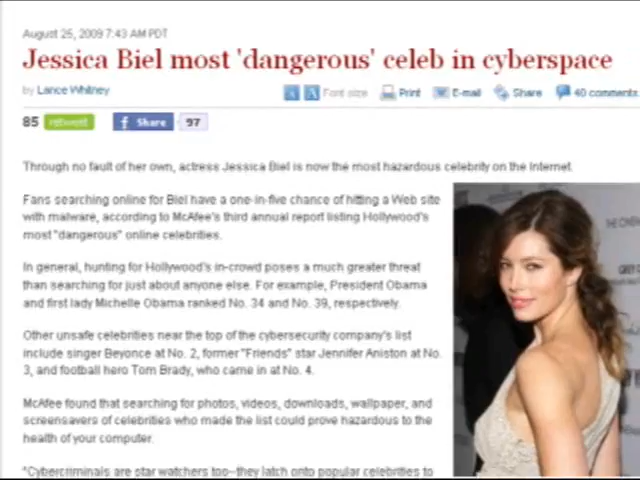 August 25, 2009 7:43 AM PDT
Jessica Biel most 'dangerous' celeb in cyberspace
by Lance Whitney
Font size Print E-mail Share 40 comments
85 retweet f Share 97
Through no fault of her own, actress Jessica Biel is now the most hazardous celebrity on the Internet
Fans searching online for Biel have a one-in-five chance of hitting a Web site
with malware, according to McAfee's third annual report listing Hollywood's
most "dangerous" online celebrities.
In general, hunting for Hollywood's in-crowd poses a much greater threat
than searching for just about anyone else. For example, President Obama
and first lady Michelle Obama ranked No. 34 and No. 39, respectively.
Other unsafe celebrities near the top of the cybersecurity company's list
include singer Beyonce at No. 2, former "Friends" star Jennifer Aniston at No.
3, and football hero Tom Brady, who came in at No. 4.
McAfee found that searching for photos, videos, downloads, wallpaper, and
screensavers of celebrities who made the list could prove hazardous to the
health of your computer.
"Cybercriminals are star watchers too--they latch onto popular celebrities to